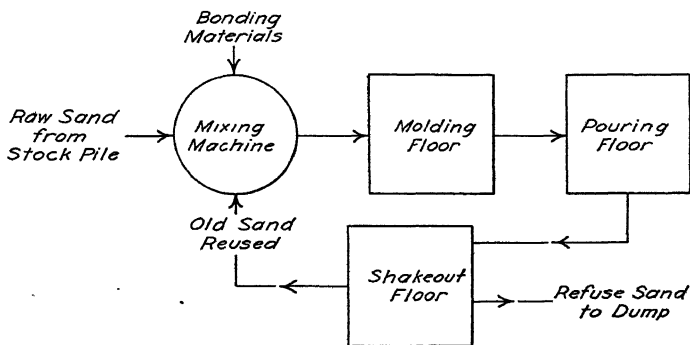 Bonding
Materials
Raw Sand
from
Stock Pile
Mixing
Machine
Molding
Floor
Pouring
Floor
Old Sand
Reused
Shakeout
Floor
Refuse Sand
to Dump